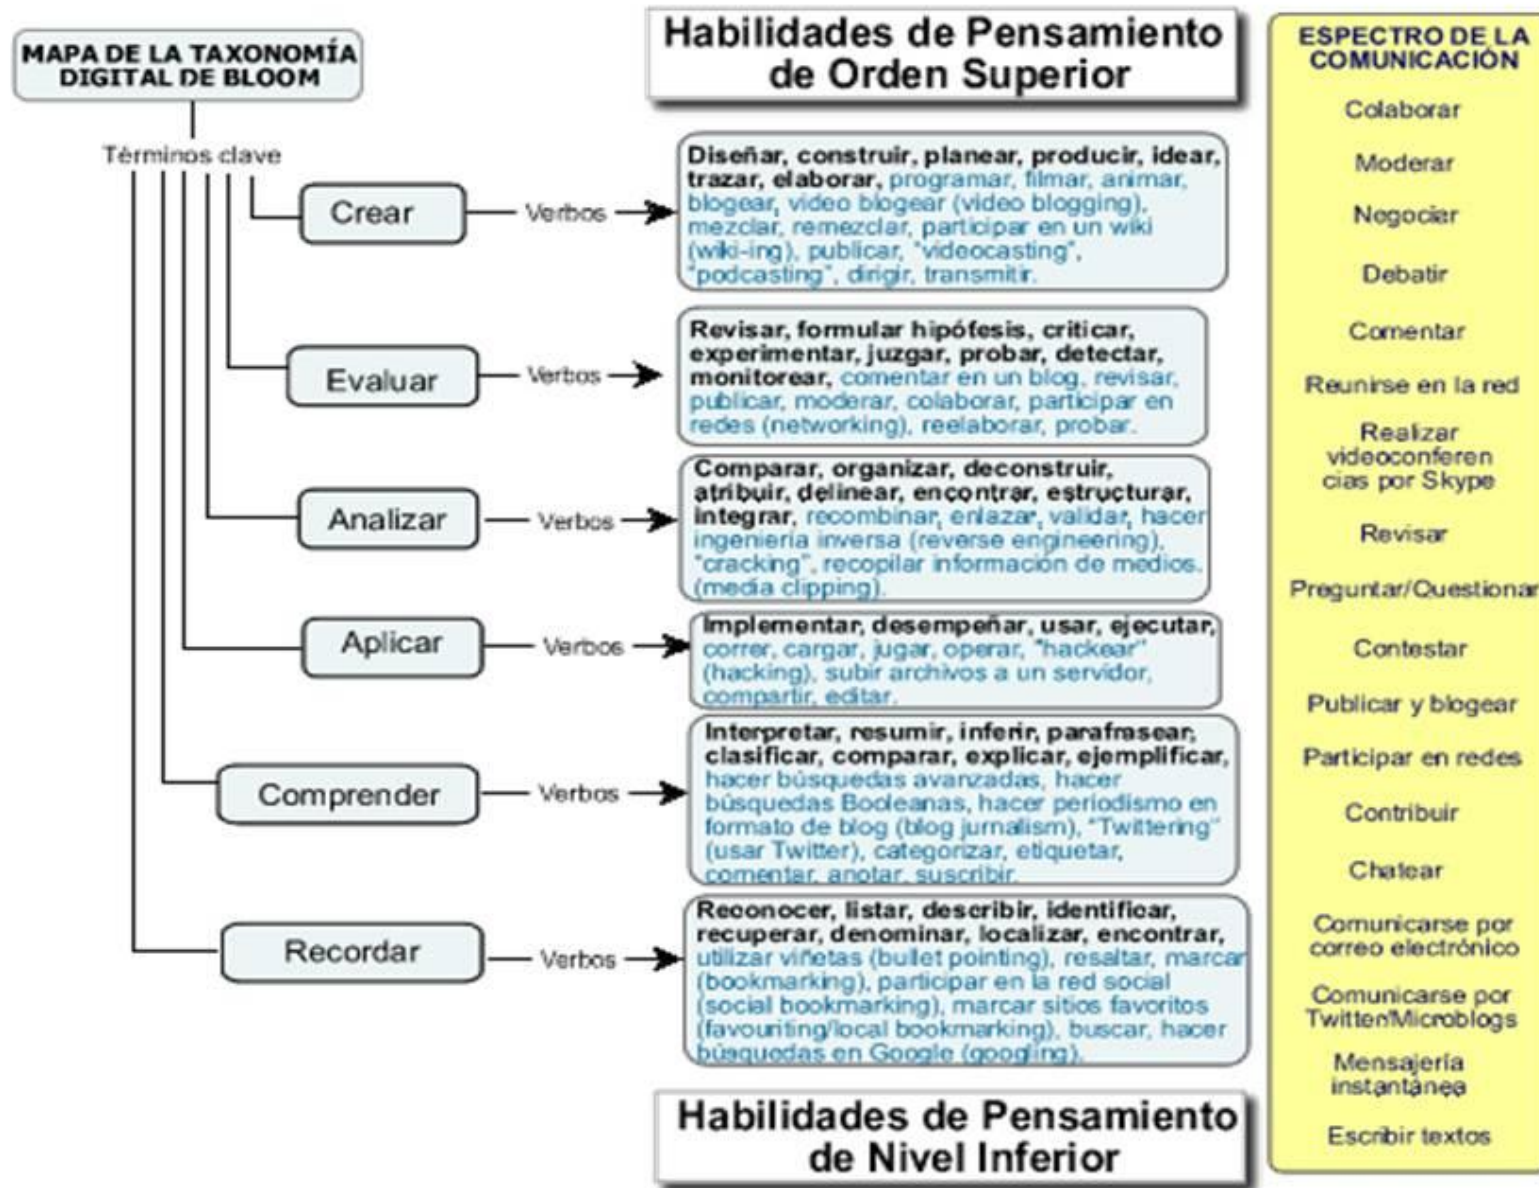 MAPA DE LA TAXONOMÍA
DIGITAL DE BLOOM
Términos clave
Habilidades de Pensamiento
de Orden Superior
Crear
Verbos
Diseñar, construir, planear, producir, idear,
trazar, elaborar, programar, filmar, animar,
blogear, video blogear (video blogging),
mezclar, remezclar, participar en un wiki
(wiki-ing), publicar, "videocasting",
"podcasting", dirigir, transmitir.
Evaluar
Verbos
Revisar, formular hipófesis, criticar,
experimentar, juzgar, probar, detectar,
monitorear, comentar en un blog, revisar,
publicar, moderar, colaborar, participar en
redes (networking), reelaborar, probar.
Analizar
Verbos
Comparar, organizar, deconstruir,
atribuir, delinear, encontrar, estructurar,
integrar, recombinar, enlazar, validar, hacer
ingeniería inversa (reverse engineering),
"cracking", recopilar información de medios.
(media clipping).
Aplicar
Verbos
Implementar, desempeñar, usar, ejecutar,
correr, cargar, jugar, operar, "hackear"
(hacking), subir archivos a un servidor,
compartir, editar.
Comprender
Verbos
Interpretar, resumir, inferir, parafrasear,
clasificar, comparar, explicar, ejemplificar,
hacer búsquedas avanzadas, hacer
búsquedas Booleanas, hacer periodismo en
formato de blog (blog jurnalism), "Twittering"
(usar Twitter), categorizar, etiquetar,
comentar, anotar, suscribir.
Recordar
Verbos
Reconocer, listar, describir, identificar,
recuperar, denominar, localizar, encontrar,
utilizar viñetas (bullet pointing), resaltar, marcar
(bookmarking), participar en la red social
(social bookmarking), marcar sitios favoritos
(favouriting/local bookmarking), buscar, hacer
búsquedas en Google (googling).
Habilidades de Pensamiento
de Nivel Inferior
ESPECTRO DE LA
COMUNICACIÓN
Colaborar
Moderar
Negociar
Debatir
Comentar
Reunirse en la red
Realizar
videoconferen
cias por Skype
Revisar
Preguntar/Questionar
Contestar
Publicar y blogear
Participar en redes
Contribuir
Chatear
Comunicarse por
correo electrónico
Comunicarse por
Twitter/Microblogs
Mensajería
instantánea
Escribir textos